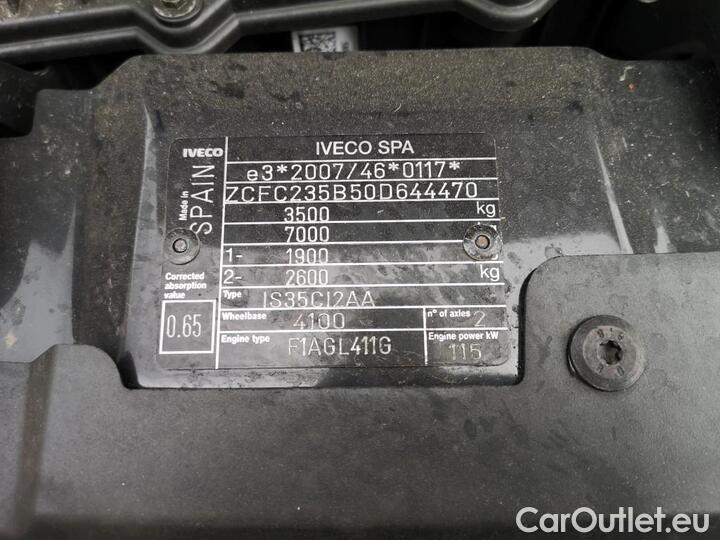 IVECO IVECO SPA
Made in SPAIN
e3*2007/46*0117*
ZCFC235B50D644470
3500 kg
7000
1- 1900
2- 2600 kg
Corrected absorption value
0.65
Type IS35CI2AA
Wheelbase 4100 n° of axles 2
Engine type F1AGL411G Engine power kW 115
CarOutlet.eu